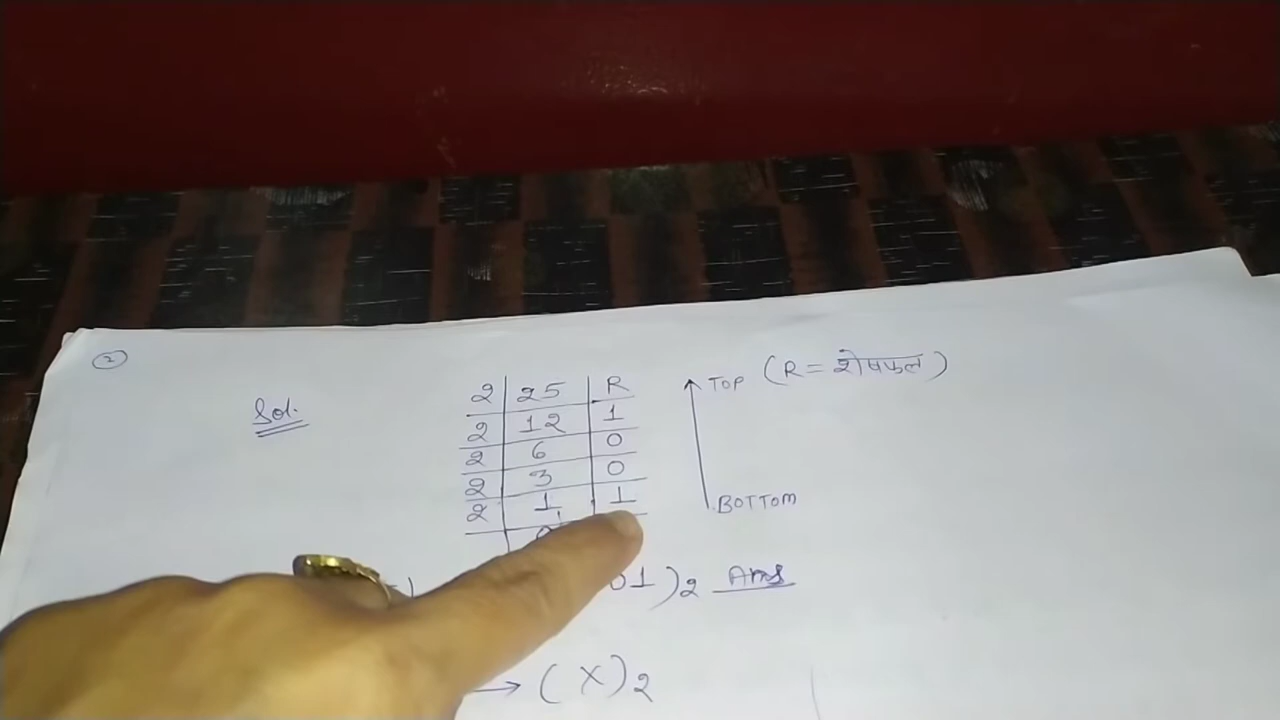 2
Sol.
2 25 R
2 12 1
2 6 0
2 3 0
2 1 1
0
TOP (R = शेषफल)
BOTTOM
01)2 Ans
→ (X)2